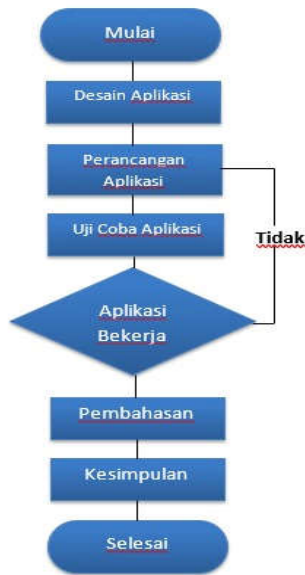 Mulai
Desain Aplikasi
Perancangan
Aplikasi
Uji Coba Aplikasi
Tidak
Aplikasi
Bekerja
Pembahasan
Kesimpulan
Selesai